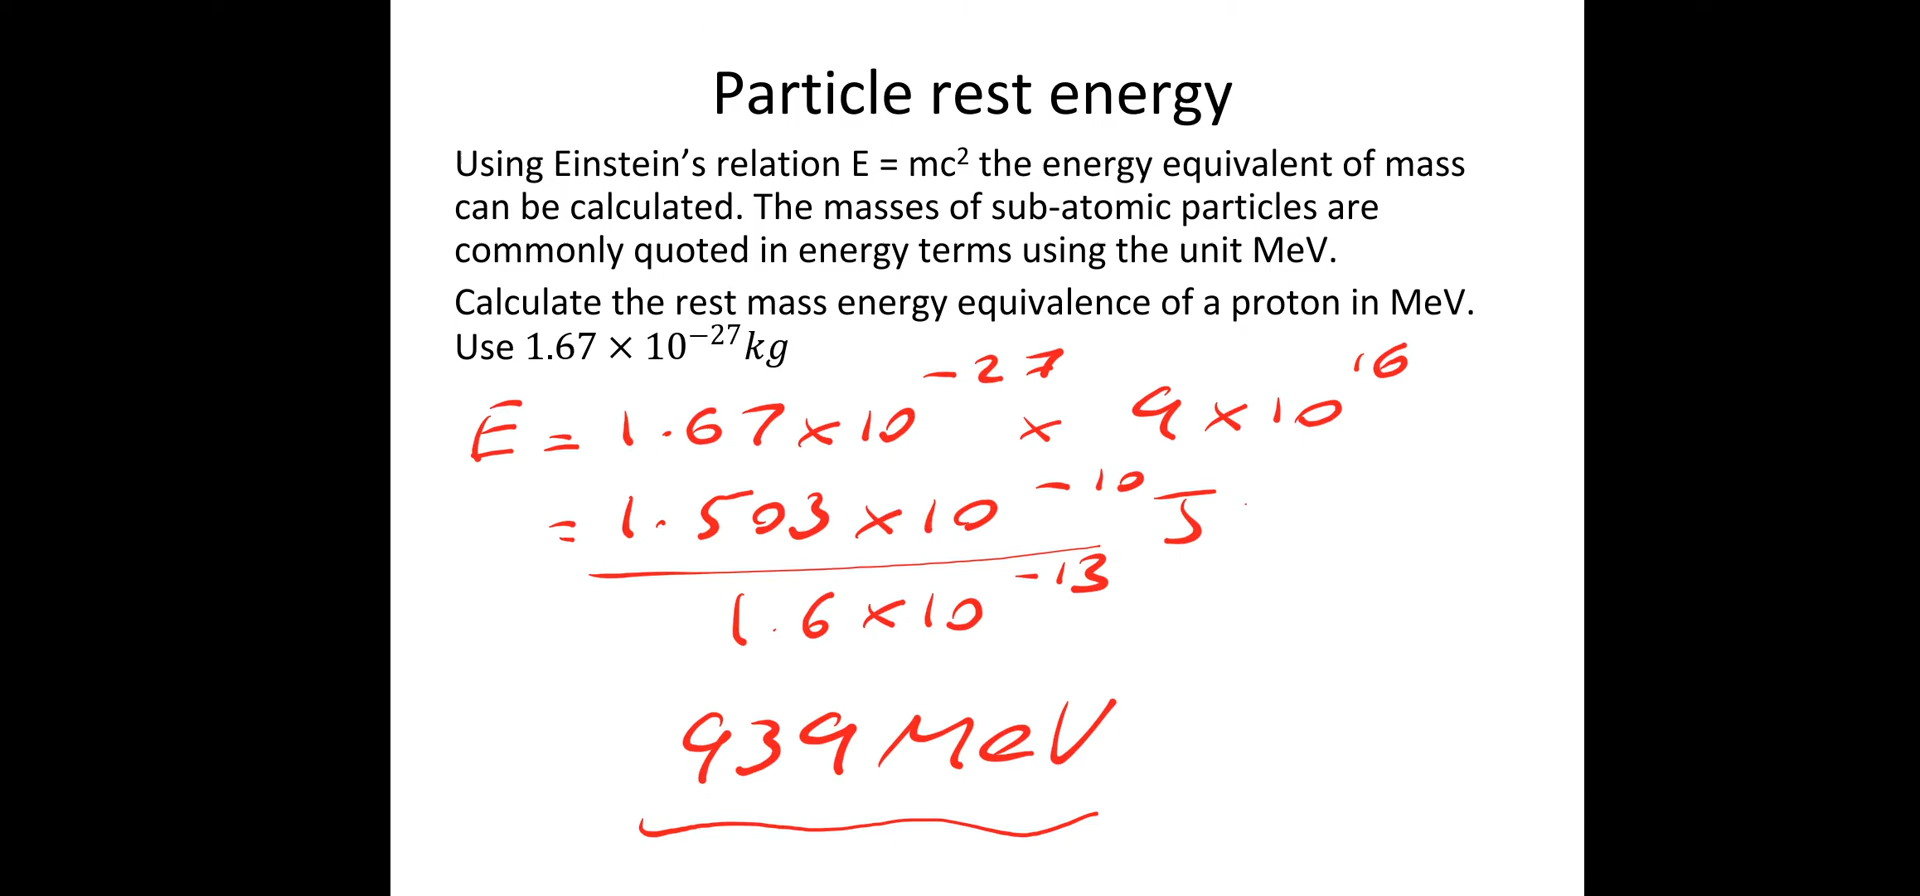 Particle rest energy
Using Einstein’s relation E = mc² the energy equivalent of mass
can be calculated. The masses of sub-atomic particles are
commonly quoted in energy terms using the unit MeV.
Calculate the rest mass energy equivalence of a proton in MeV.
Use 1.67 × 10⁻²⁷kg
E = 1.67 × 10⁻²⁷ × 9 × 10¹⁶
= 1.503 × 10⁻¹⁰ J
1.6 × 10⁻¹³
939 MeV